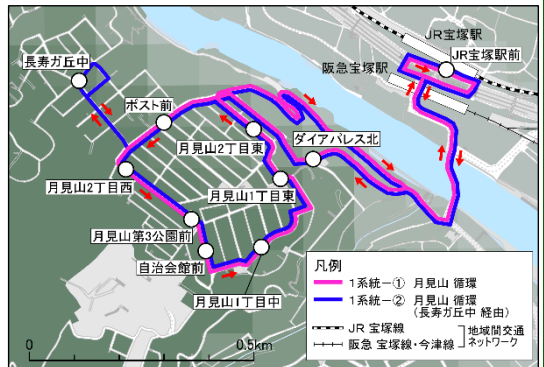 JR宝塚駅
JR宝塚駅前
長寿ガ丘中
阪急 宝塚駅
ポスト前
月見山2丁目東
ダイアパレス北
月見山2丁目西
月見山1丁目東
月見山第3公園前
自治会館前
月見山1丁目中
凡例
1系統ー① 月見山 循環
1系統ー② 月見山 循環
(長寿ガ丘中 経由)
JR 宝塚線
阪急 宝塚線・今津線
地域間交通
ネットワーク
0 0.5km